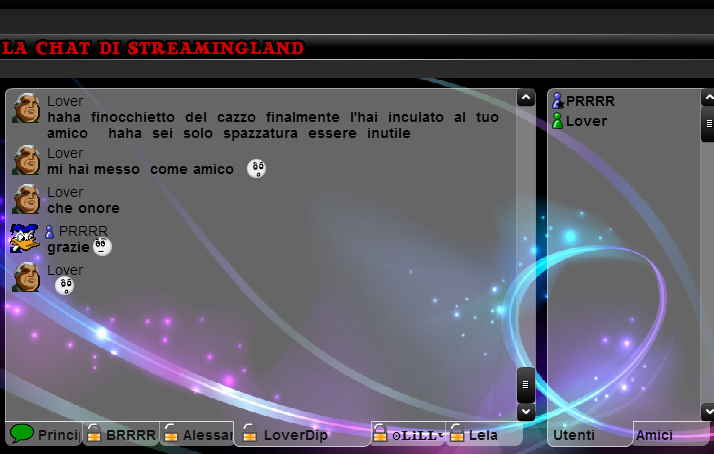 LA CHAT DI STREAMINGLAND
Lover
haha finocchietto del cazzo finalmente l'hai inculato al tuo
amico haha sei solo spazzatura essere inutile
Lover
mi hai messo come amico
Lover
che onore
PRRRR
grazie
Lover
PRRRR
Lover
Princi
BRRRR
Alessa
LoverDip
Lela
Utenti
Amici